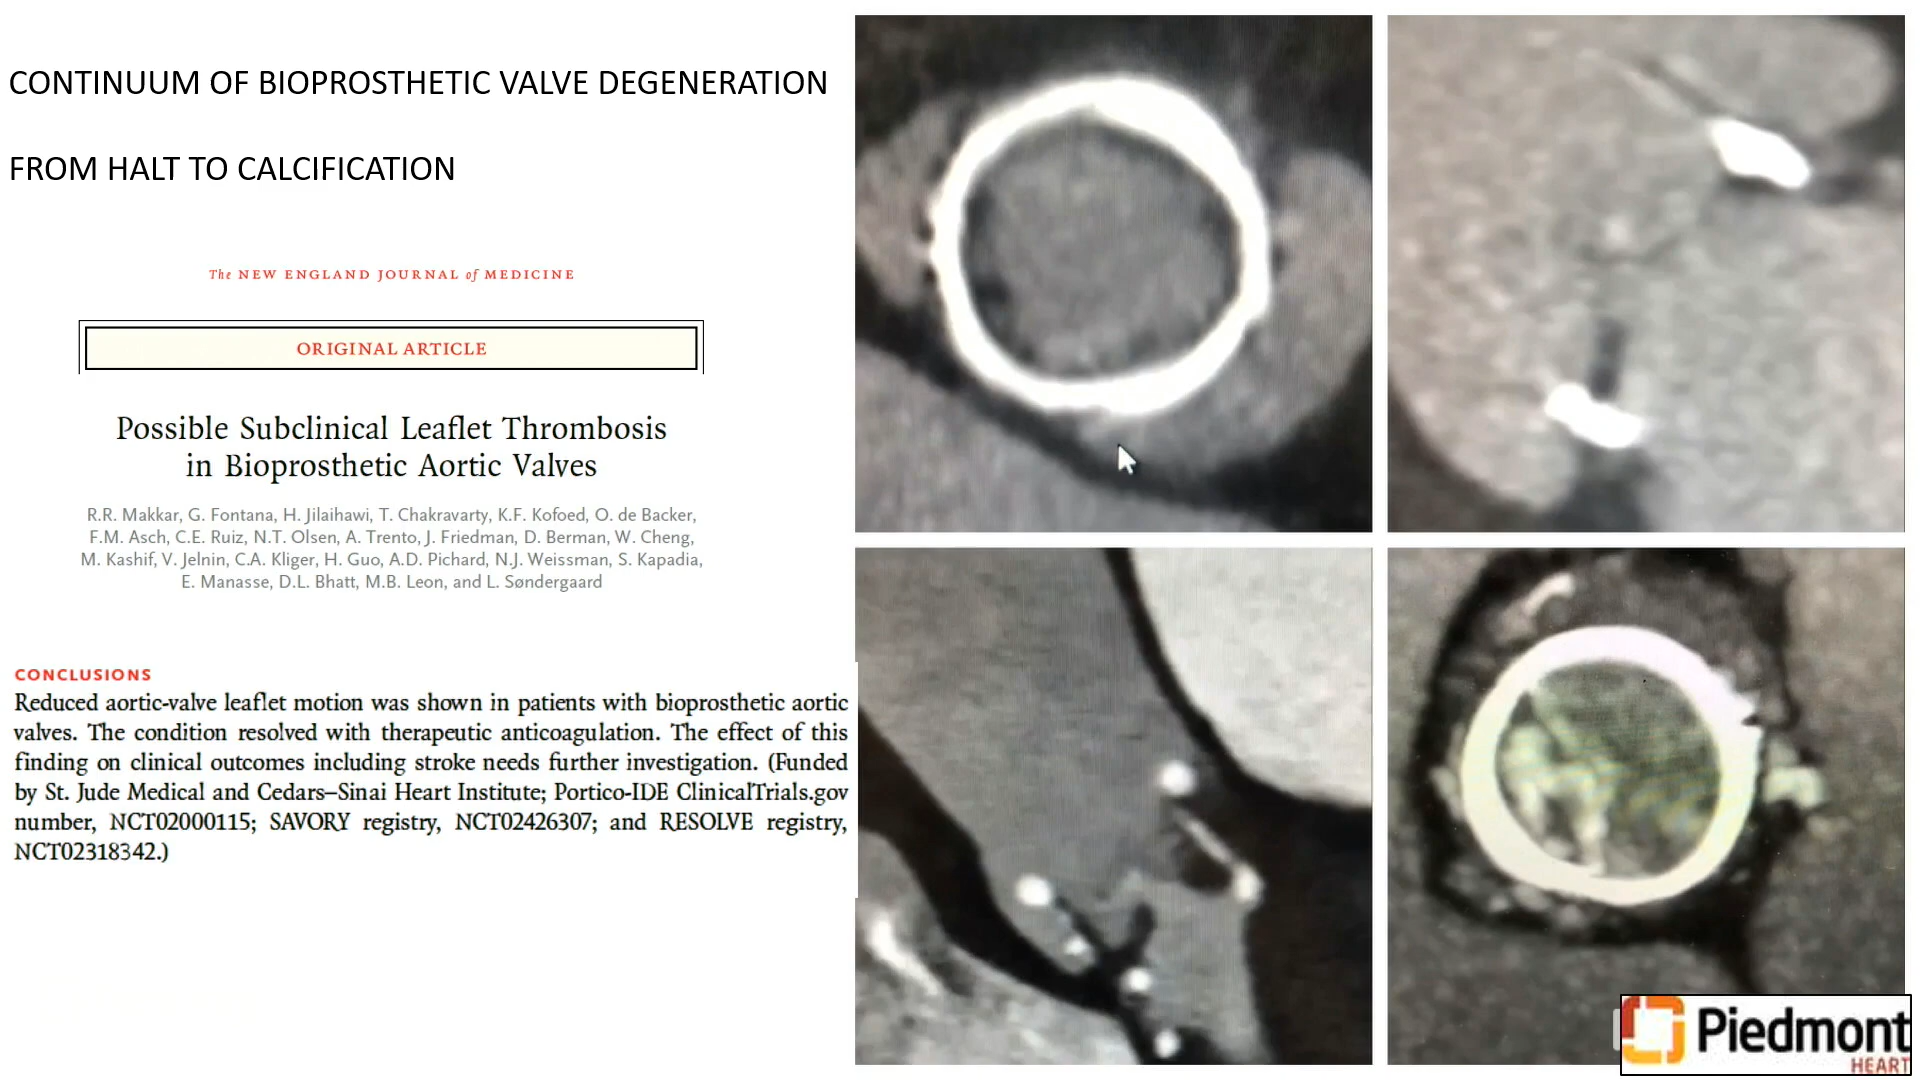 CONTINUUM OF BIOPROSTHETIC VALVE DEGENERATION
FROM HALT TO CALCIFICATION
The NEW ENGLAND JOURNAL of MEDICINE
ORIGINAL ARTICLE
Possible Subclinical Leaflet Thrombosis
in Bioprosthetic Aortic Valves
R.R. Makkar, G. Fontana, H. Jilaihawi, T. Chakravarty, K.F. Kofoed, O. de Backer,
F.M. Asch, C.E. Ruiz, N.T. Olsen, A. Trento, J. Friedman, D. Berman, W. Cheng,
M. Kashif, V. Jelnin, C.A. Kliger, H. Guo, A.D. Pichard, N.J. Weissman, S. Kapadia,
E. Manasse, D.L. Bhatt, M.B. Leon, and L. Søndergaard
CONCLUSIONS
Reduced aortic-valve leaflet motion was shown in patients with bioprosthetic aortic
valves. The condition resolved with therapeutic anticoagulation. The effect of this
finding on clinical outcomes including stroke needs further investigation. (Funded
by St. Jude Medical and Cedars–Sinai Heart Institute; Portico-IDE ClinicalTrials.gov
number, NCT02000115; SAVORY registry, NCT02426307; and RESOLVE registry,
NCT02318342.)
Piedmont
HEART